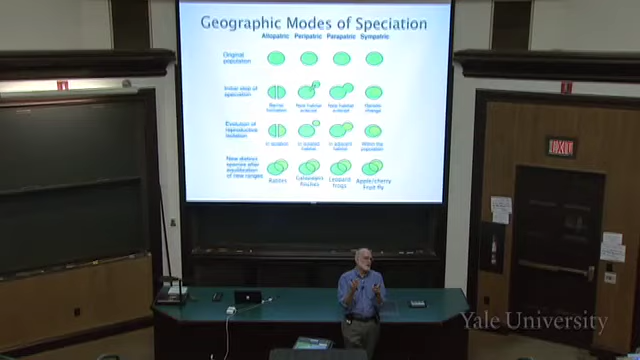 Geographic Modes of Speciation
Allopatric Peripatric Parapatric Sympatric
Original
population
Initial step of
speciation
Barrier
formation
New habitat
entered
New habitat
entered
Genetic
change
Evolution of
reproductive
isolation
In isolation
In isolated
habitat
In adjacent
habitat
Within the
population
New distinct
species after
equilibration
of new ranges
Ratites
Galapagos
finches
Leopard
frogs
Apple/cherry
fruit fly
Yale University